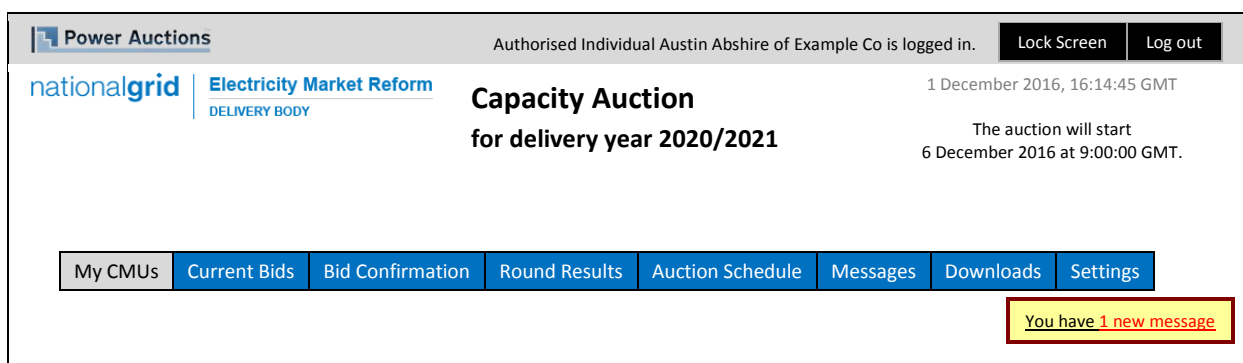 Power Auctions
Authorised Individual Austin Abshire of Example Co is logged in.
Lock Screen
Log out
nationalgrid
Electricity Market Reform
DELIVERY BODY
Capacity Auction
for delivery year 2020/2021
1 December 2016, 16:14:45 GMT
The auction will start
6 December 2016 at 9:00:00 GMT.
My CMUs
Current Bids
Bid Confirmation
Round Results
Auction Schedule
Messages
Downloads
Settings
You have 1 new message